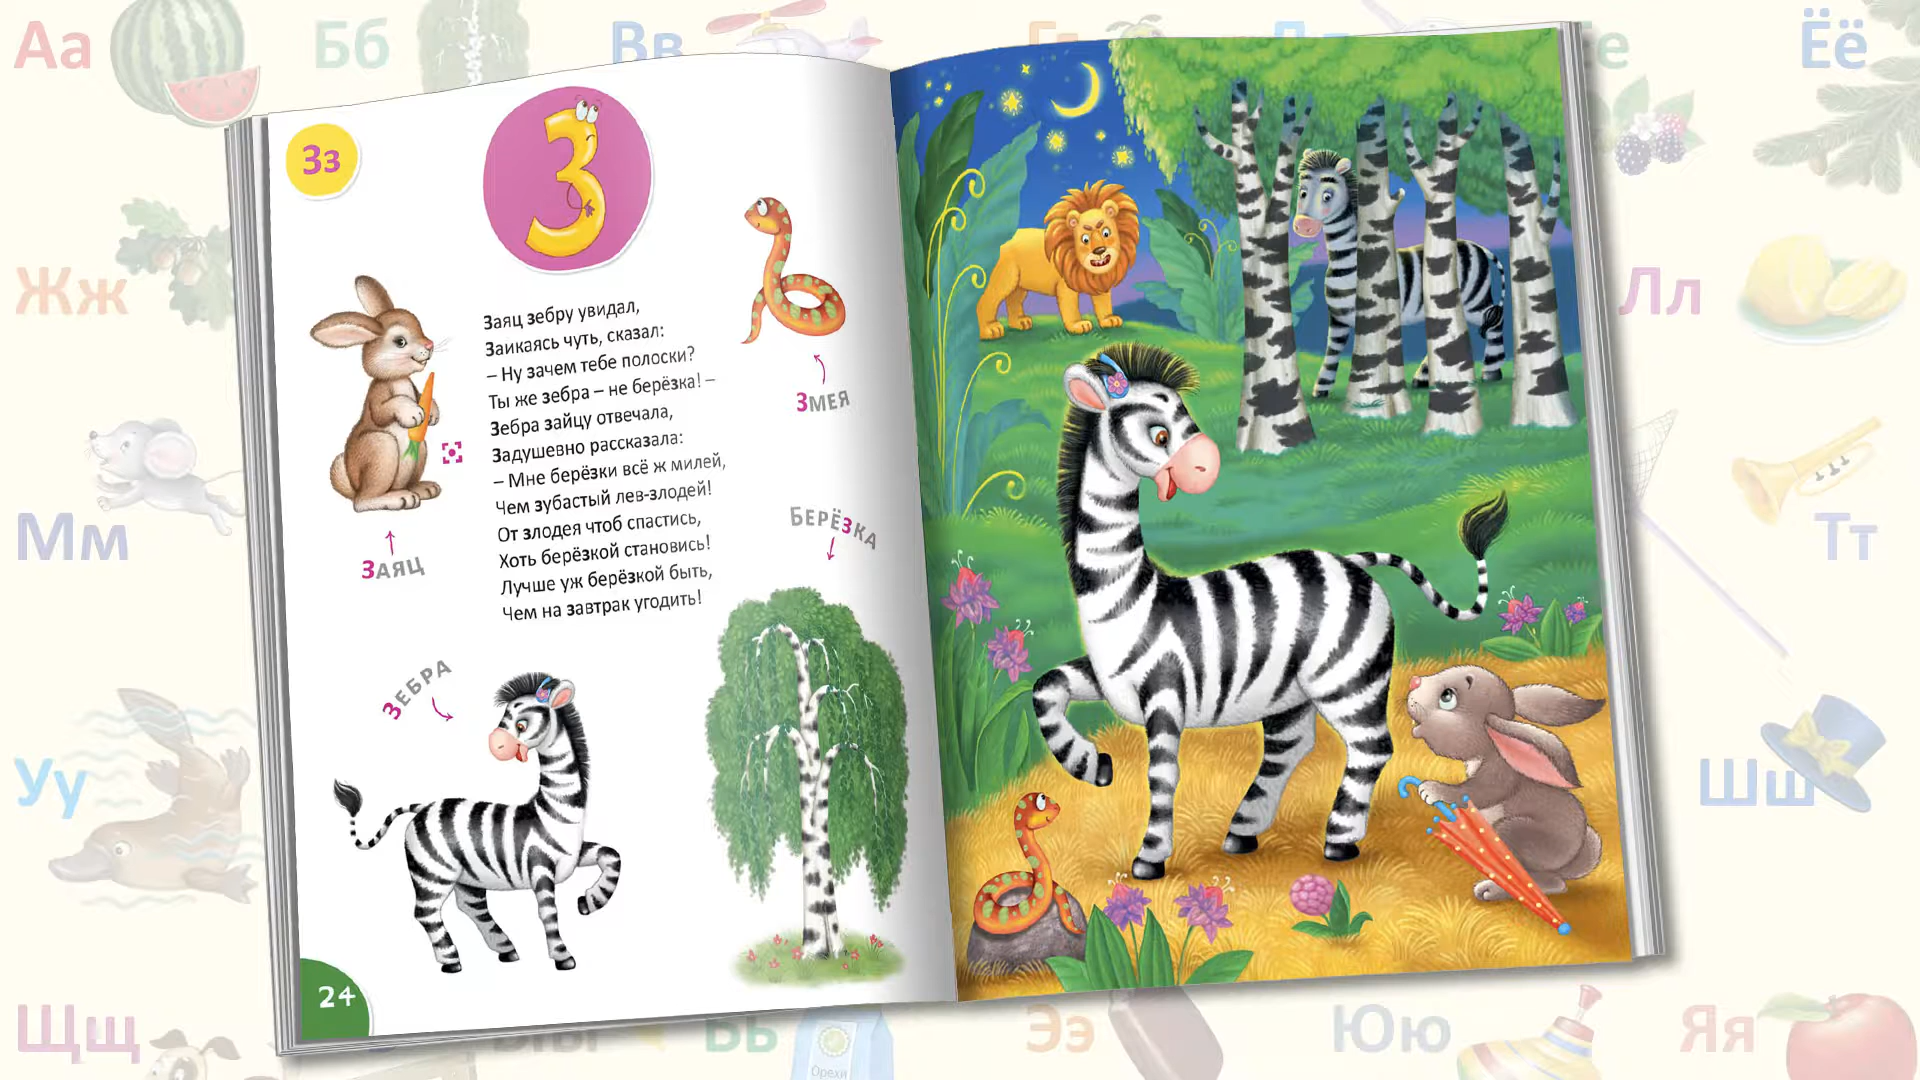 Аа
Бб
Вв
Ёё
Жж
Лл
Мм
Тт
Уу
Шш
Щщ
Ээ
Юю
Яя
Орехи
Зз
З
Заяц зебру увидал,
Заикаясь чуть, сказал:
– Ну зачем тебе полоски?
Ты же зебра – не берёзка! –
Зебра зайцу отвечала,
Задушевно рассказала:
– Мне берёзки всё ж милей,
Чем зубастый лев-злодей!
От злодея чтоб спастись,
Хоть берёзкой становись!
Лучше уж берёзкой быть,
Чем на завтрак угодить!
ЗМЕЯ
ЗАЯЦ
БЕРЁЗКА
ЗЕБРА
24